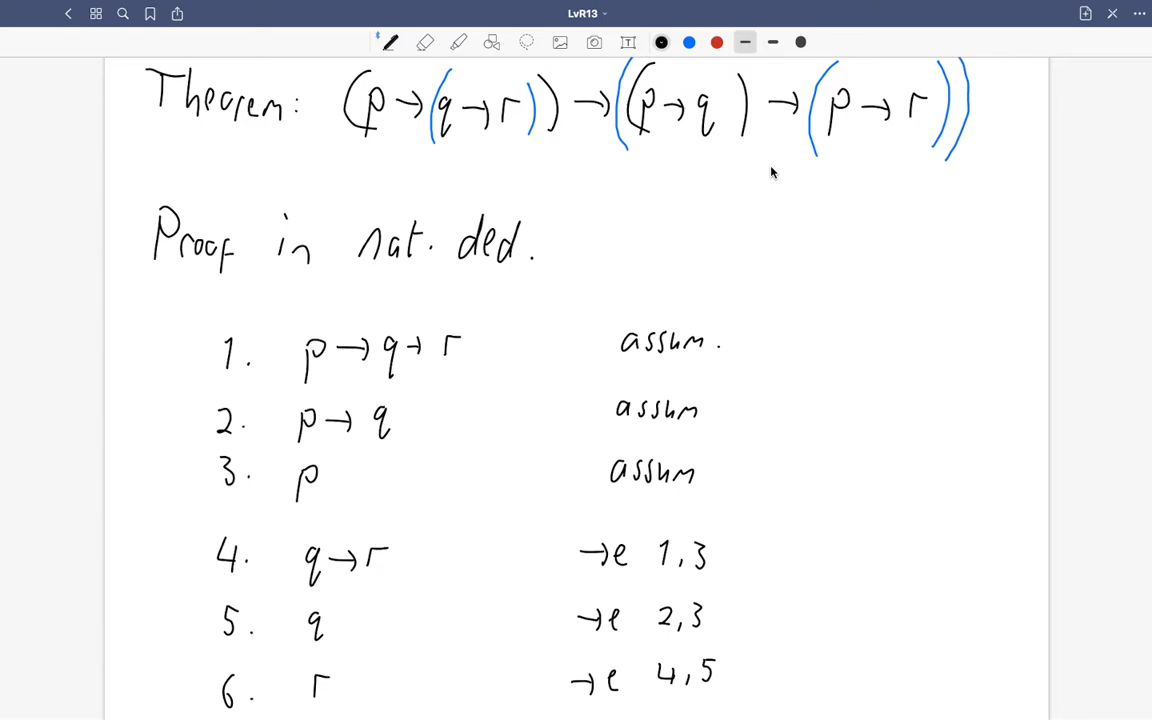 LvR13
T
Theorem: (p → (q → r)) → ((p → q) → (p → r))
Proof in nat. ded.
1. p → q → r assum.
2. p → q assum
3. p assum
4. q → r →e 1,3
5. q →e 2,3
6. r →e 4,5